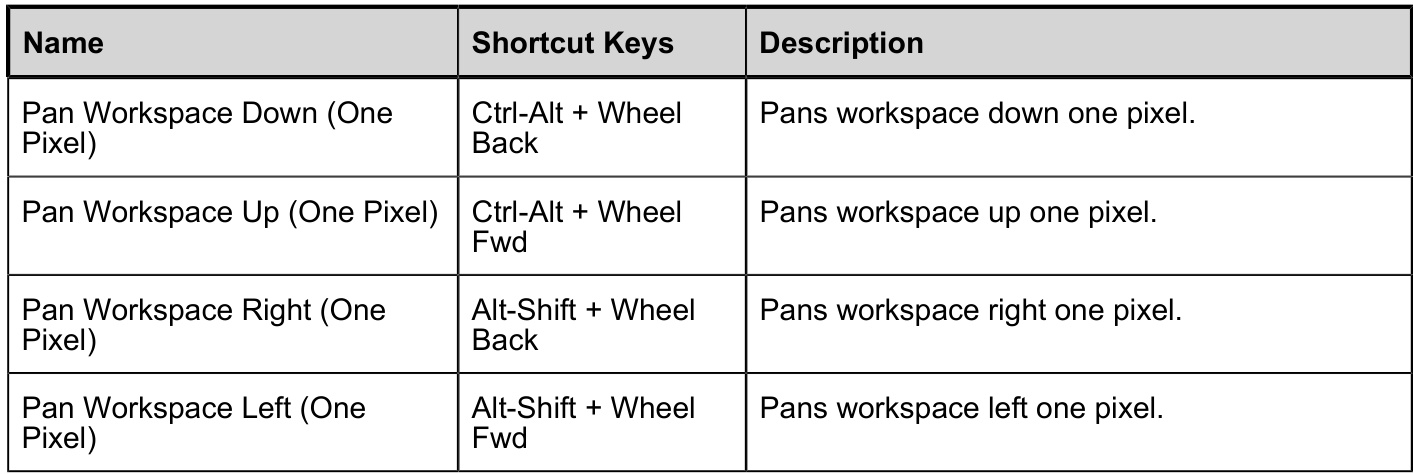 Name Shortcut Keys Description
Pan Workspace Down (One Ctrl-Alt + Wheel Pans workspace down one pixel.
Pixel) Back
Pan Workspace Up (One Pixel) Ctrl-Alt + Wheel Pans workspace up one pixel.
Fwd
Pan Workspace Right (One Alt-Shift + Wheel Pans workspace right one pixel.
Pixel) Back
Pan Workspace Left (One Alt-Shift + Wheel Pans workspace left one pixel.
Pixel) Fwd